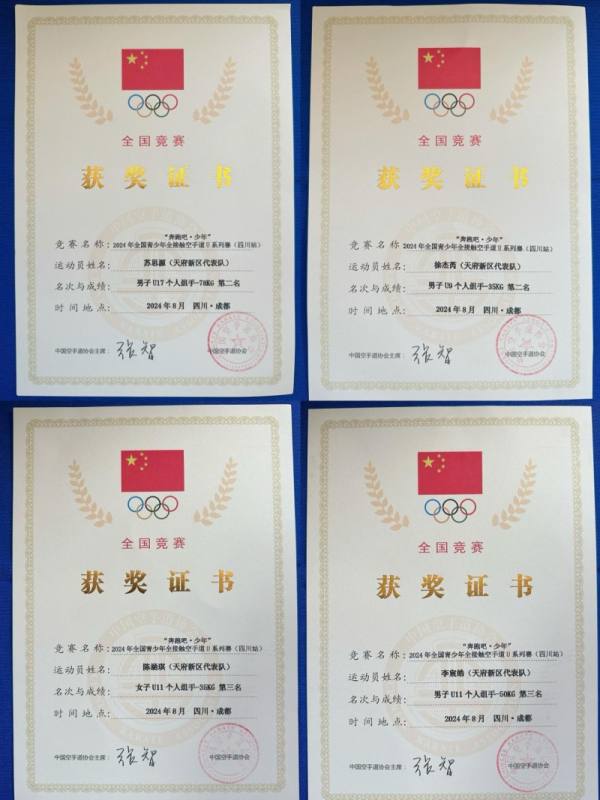 全国竞赛
获奖证书
“奔跑吧·少年”
竞赛名称：2024年全国青少年全接触空手道U系列赛（四川站）
运动员姓名：苏思源（天府新区代表队）
名次与成绩：男子U17个人组手-78KG 第二名
时间地点：2024年8月 四川·成都
中国空手道协会主席：张智
中国空手道协会
全国竞赛
获奖证书
“奔跑吧·少年”
竞赛名称：2024年全国青少年全接触空手道U系列赛（四川站）
运动员姓名：徐杰芮（天府新区代表队）
名次与成绩：男子U9个人组手-35KG 第二名
时间地点：2024年8月 四川·成都
中国空手道协会主席：张智
中国空手道协会
全国竞赛
获奖证书
“奔跑吧·少年”
竞赛名称：2024年全国青少年全接触空手道U系列赛（四川站）
运动员姓名：陈涵琪（天府新区代表队）
名次与成绩：女子U11个人组手-35KG 第三名
时间地点：2024年8月 四川·成都
中国空手道协会主席：张智
中国空手道协会
全国竞赛
获奖证书
“奔跑吧·少年”
竞赛名称：2024年全国青少年全接触空手道U系列赛（四川站）
运动员姓名：李宸皓（天府新区代表队）
名次与成绩：男子U11个人组手-50KG 第三名
时间地点：2024年8月 四川·成都
中国空手道协会主席：张智
中国空手道协会